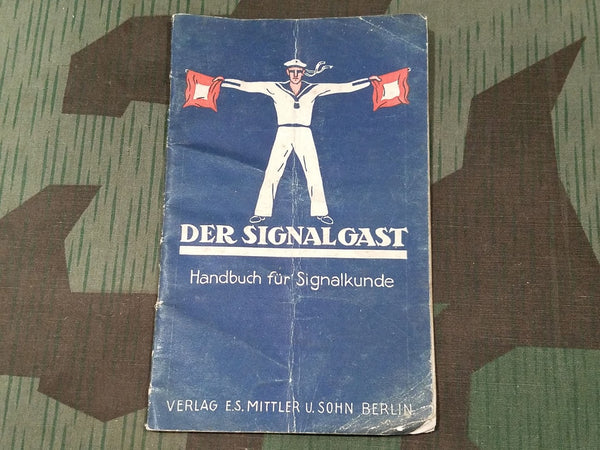 DER SIGNALGAST
Handbuch für Signalkunde
VERLAG E.S. MITTLER U. SOHN BERLIN